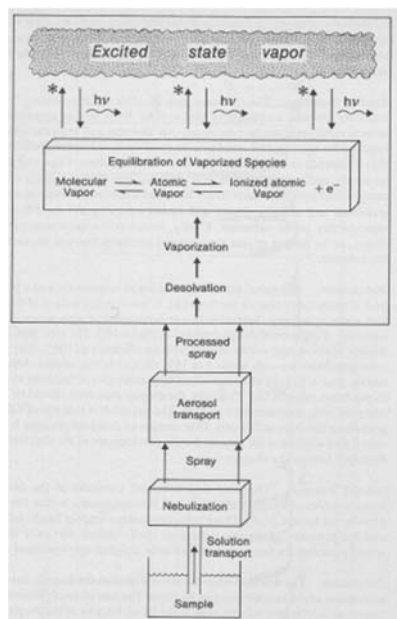 Excited state vapor
* hν * hν * hν
Equilibration of Vaporized Species
Molecular Vapor ⇌ Atomic Vapor ⇌ Ionized atomic Vapor + e⁻
Vaporization
Desolvation
Processed
spray
Aerosol
transport
Spray
Nebulization
Solution
transport
Sample